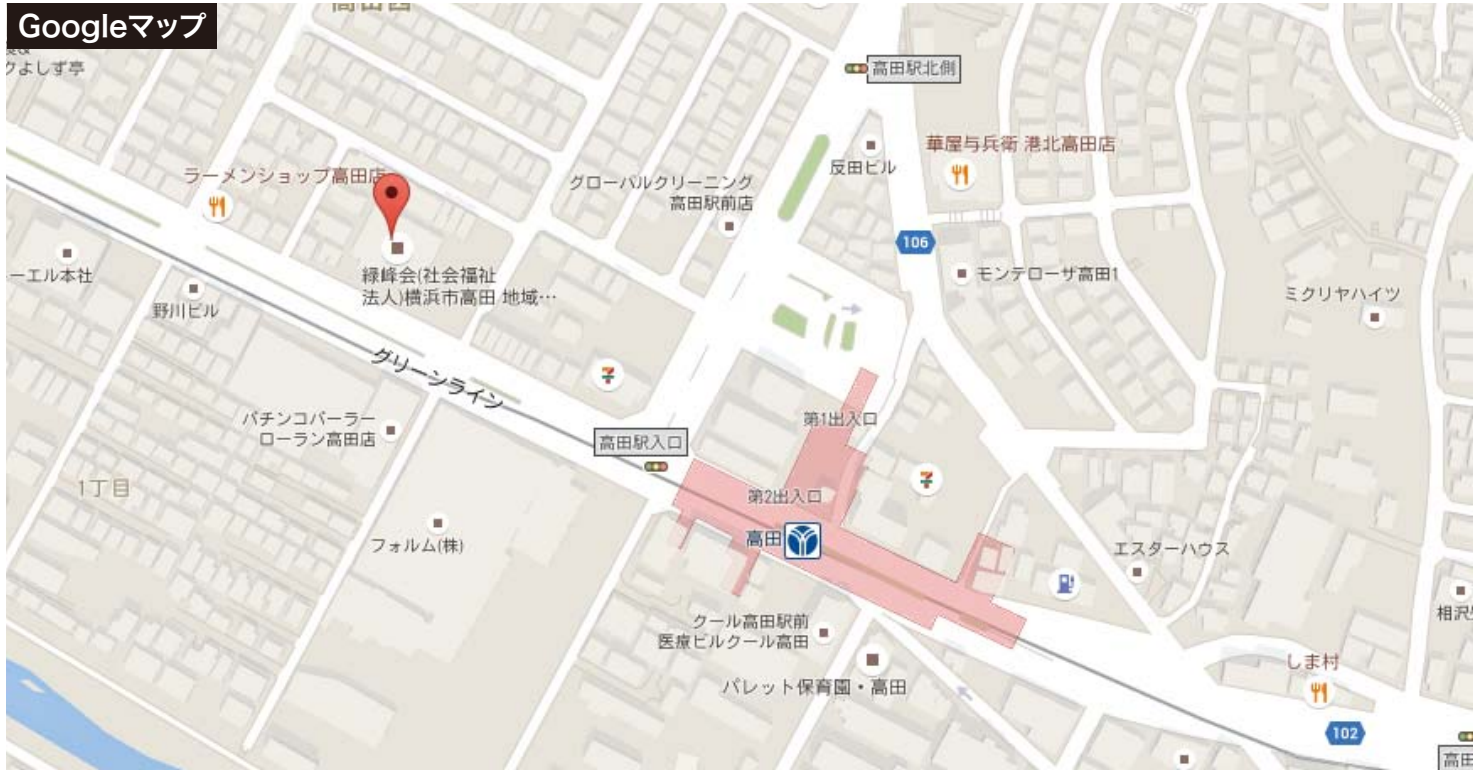 Googleマップ
クよしず亭
高田駅北側
華屋与兵衛 港北高田店
反田ビル
ラーメンショップ高田店
グローバルクリーニング
高田駅前店
106
モンテローザ高田1
ーエル本社
緑峰会(社会福祉
法人)横浜市高田 地域…
野川ビル
ミクリヤハイツ
グリーンライン
パチンコパーラー
ローラン高田店
高田駅入口
第1出入口
1丁目
第2出入口
高田
フォルム(株)
エスターハウス
クール高田駅前
医療ビルクール高田
パレット保育園・高田
しま村
102